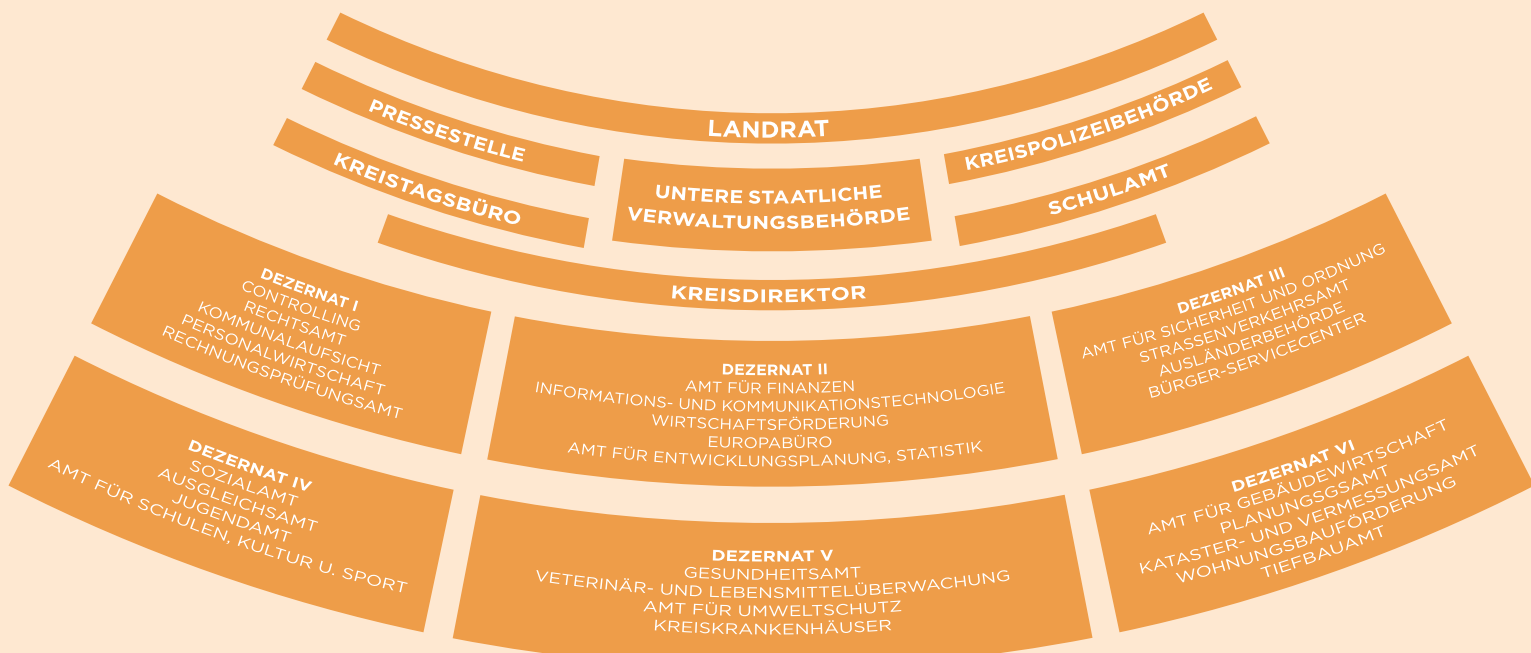 LANDRAT
PRESSESTELLE
KREISPOLIZEIBEHÖRDE
KREISTAGSBÜRO
UNTERE STAATLICHE
VERWALTUNGSBEHÖRDE
SCHULAMT
KREISDIREKTOR
DEZERNAT I
CONTROLLING
RECHTSAMT
KOMMUNALAUFSICHT
PERSONALWIRTSCHAFT
RECHNUNGSPRÜFUNGSAMT
DEZERNAT II
AMT FÜR FINANZEN
INFORMATIONS- UND KOMMUNIKATIONSTECHNOLOGIE
WIRTSCHAFTSFÖRDERUNG
EUROPABÜRO
AMT FÜR ENTWICKLUNGSPLANUNG, STATISTIK
DEZERNAT III
AMT FÜR SICHERHEIT UND ORDNUNG
STRASSENVERKEHRSAMT
AUSLÄNDERBEHÖRDE
BÜRGER-SERVICECENTER
DEZERNAT IV
SOZIALAMT
AUSGLEICHSAMT
JUGENDAMT
AMT FÜR SCHULEN, KULTUR U. SPORT
DEZERNAT V
GESUNDHEITSAMT
VETERINÄR- UND LEBENSMITTELÜBERWACHUNG
AMT FÜR UMWELTSCHUTZ
KREISKRANKENHÄUSER
DEZERNAT VI
AMT FÜR GEBÄUDEWIRTSCHAFT
PLANUNGSGSAMT
KATASTER- UND VERMESSUNGSAMT
WOHNUNGSBAUFÖRDERUNG
TIEFBAUAMT